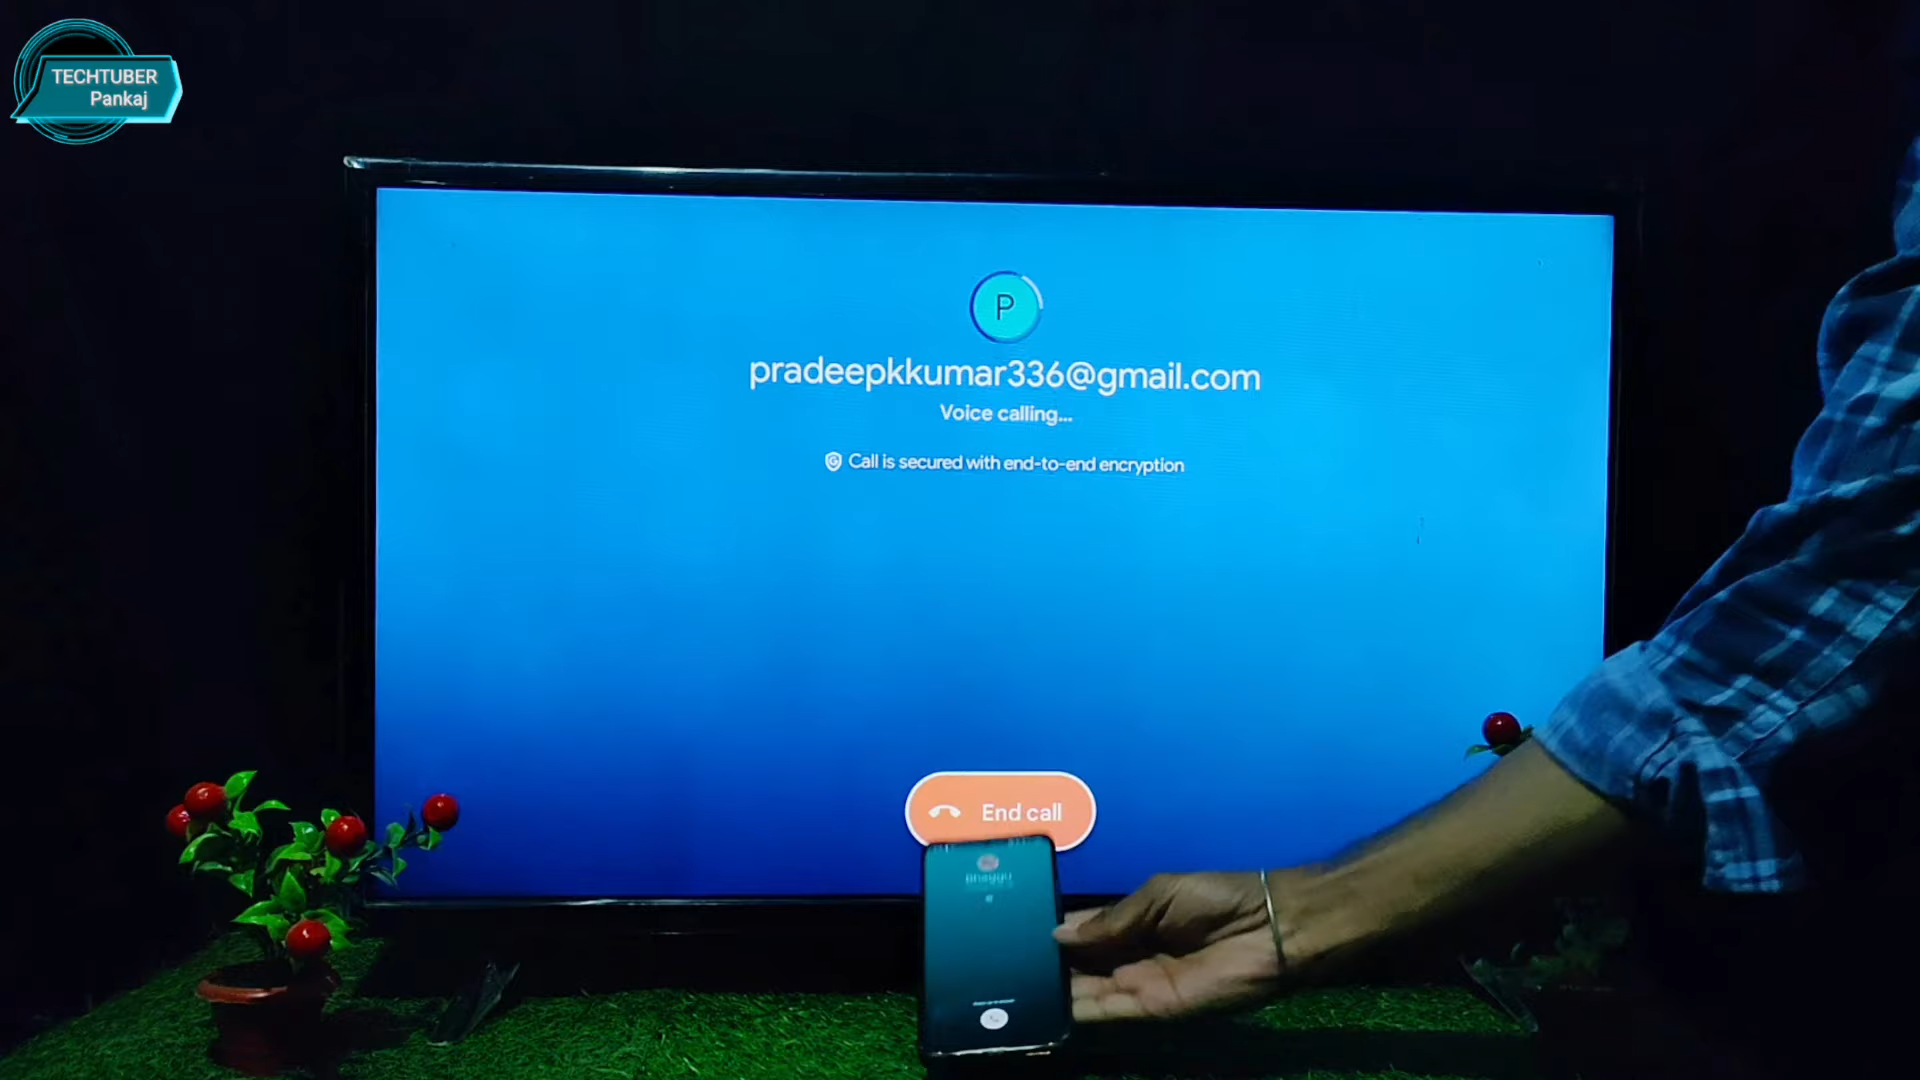 TECHTUBER
Pankaj
P
pradeepkkumar336@gmail.com
Voice calling...
Call is secured with end-to-end encryption
End call